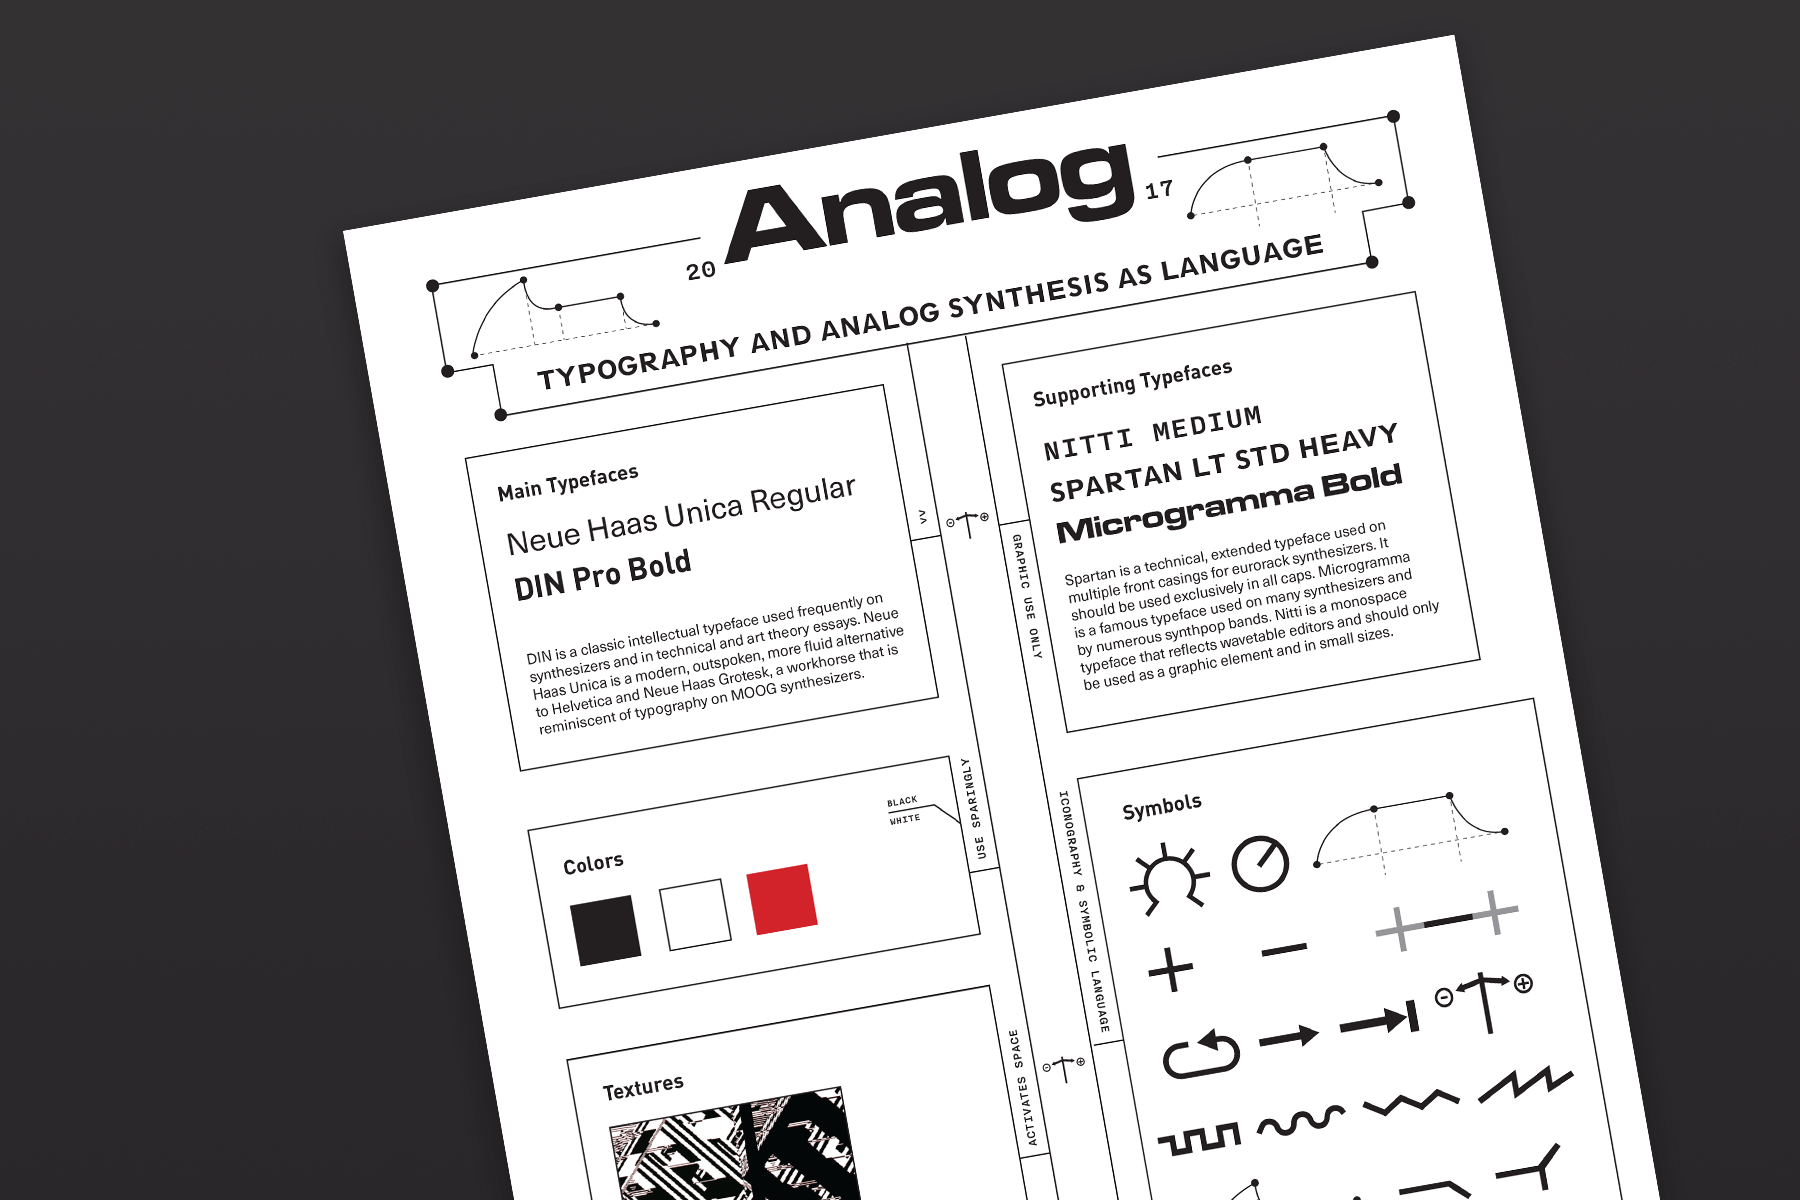 20 Analog 17
TYPOGRAPHY AND ANALOG SYNTHESIS AS LANGUAGE
Main Typefaces
Neue Haas Unica Regular
DIN Pro Bold
DIN is a classic intellectual typeface used frequently on
synthesizers and in technical and art theory essays. Neue
Haas Unica is a modern, outspoken, more fluid alternative
to Helvetica and Neue Haas Grotesk, a workhorse that is
reminiscent of typography on MOOG synthesizers.
Supporting Typefaces
NITTI MEDIUM
SPARTAN LT STD HEAVY
Microgramma Bold
Spartan is a technical, extended typeface used on
multiple front casings for eurorack synthesizers. It
should be used exclusively in all caps. Microgramma
is a famous typeface used on many synthesizers and
by numerous synthpop bands. Nitti is a monospace
typeface that reflects wavetable editors and should only
be used as a graphic element and in small sizes.
GRAPHIC USE ONLY
Colors
BLACK
WHITE
USE SPARINGLY
Symbols
ICONOGRAPHY & SYMBOLIC LANGUAGE
Textures
ACTIVATES SPACE